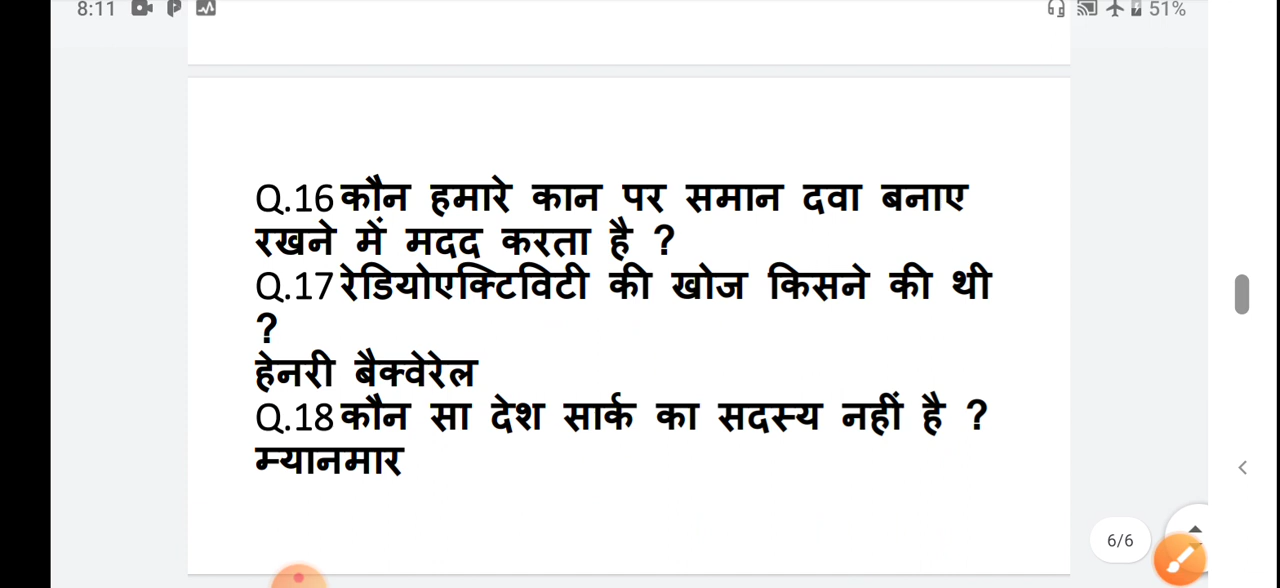 8:11
51%
Q.16 कौन हमारे कान पर समान दवा बनाए
रखने में मदद करता है ?
Q.17 रेडियोएक्टिविटी की खोज किसने की थी
?
हेनरी बैक्वेरेल
Q.18 कौन सा देश सार्क का सदस्य नहीं है ?
म्यानमार
6/6